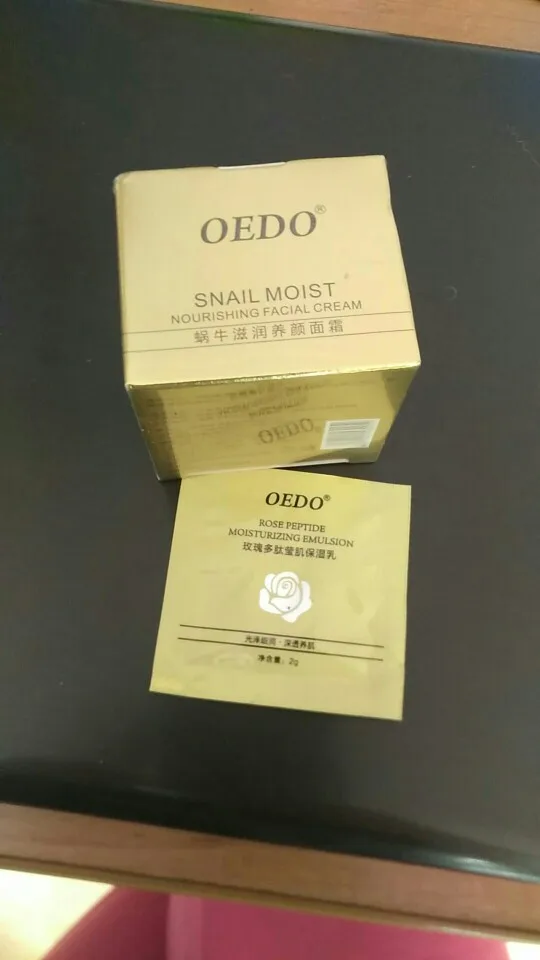 OEDO®
SNAIL MOIST
NOURISHING FACIAL CREAM
蜗牛滋润养颜面霜
OEDO
OEDO®
ROSE PEPTIDE
MOISTURIZING EMULSION
玫瑰多肽莹肌保湿乳
光泽细润·深透养肌
净含量：2g